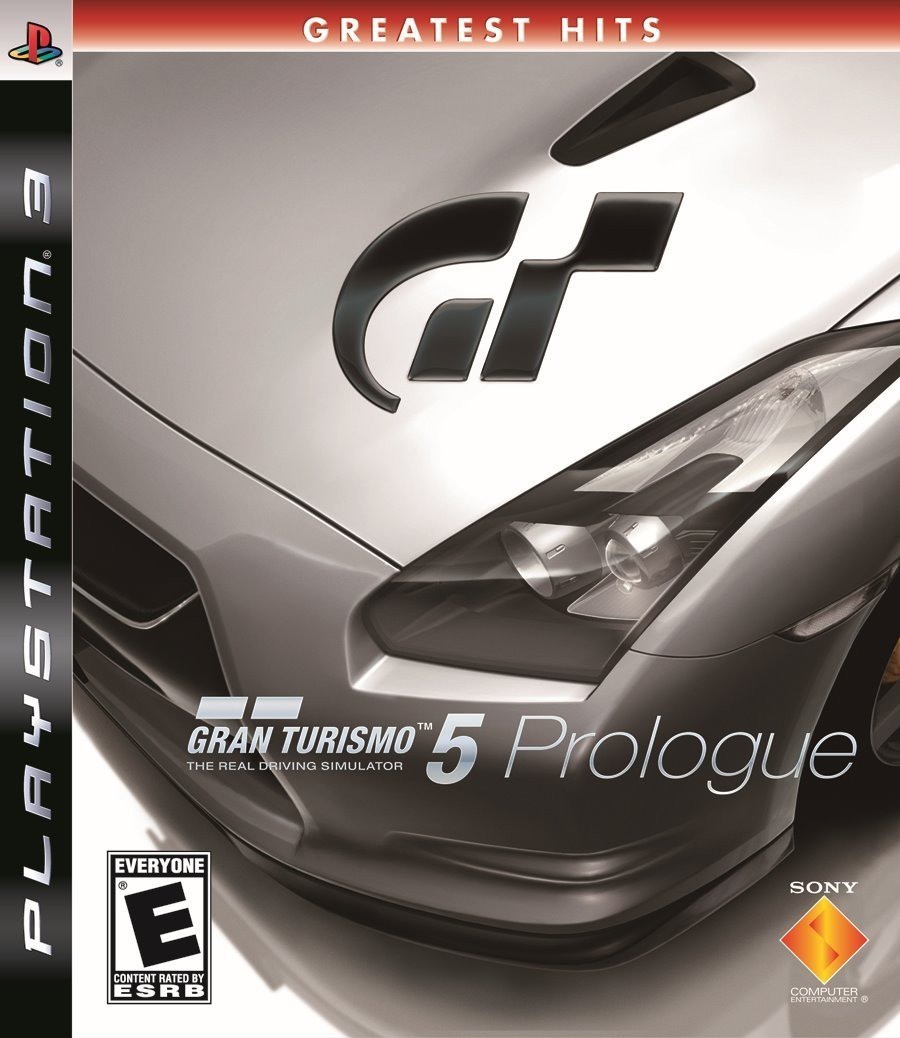 GREATEST HITS
PLAYSTATION®3
GT
GRAN TURISMO™ 5 Prologue
THE REAL DRIVING SIMULATOR
EVERYONE
®
E
CONTENT RATED BY
ESRB
SONY
COMPUTER
ENTERTAINMENT®